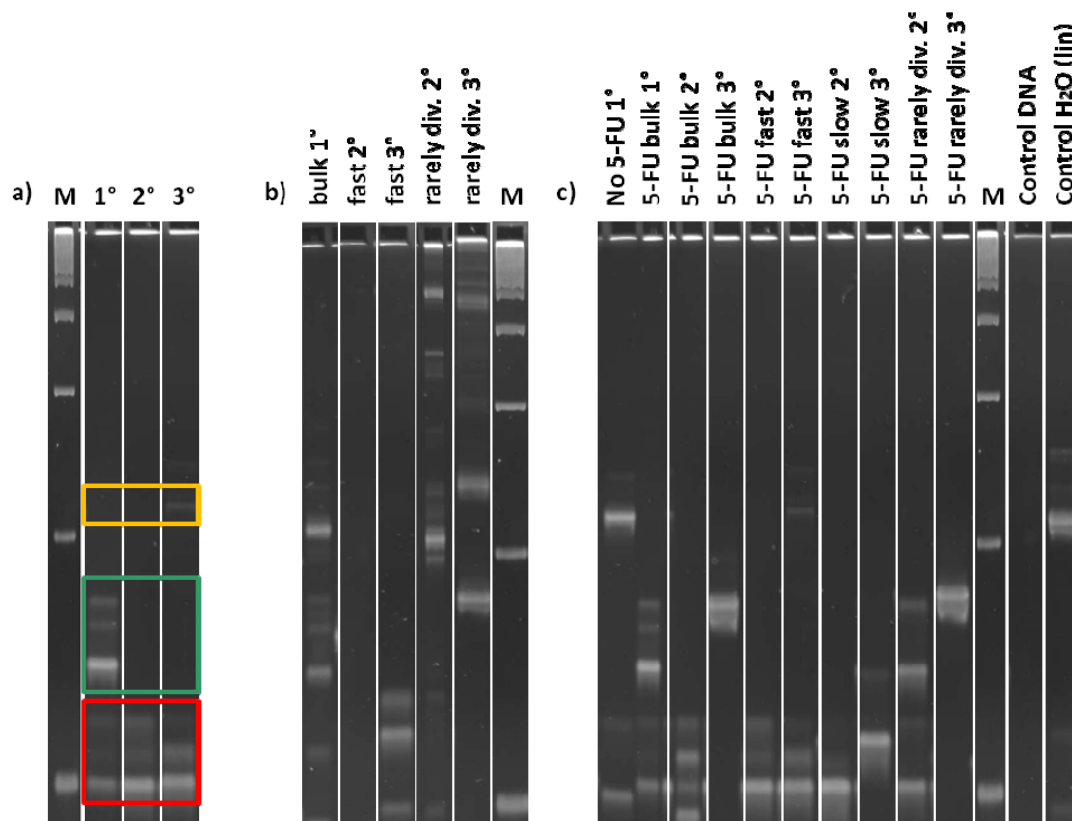 a)
M
1°
2°
3°
b)
bulk 1°
fast 2°
fast 3°
rarely div. 2°
rarely div. 3°
M
c)
No 5-FU 1°
5-FU bulk 1°
5-FU bulk 2°
5-FU bulk 3°
5-FU fast 2°
5-FU fast 3°
5-FU slow 2°
5-FU slow 3°
5-FU rarely div. 2°
5-FU rarely div. 3°
M
Control DNA
Control H₂O (lin)